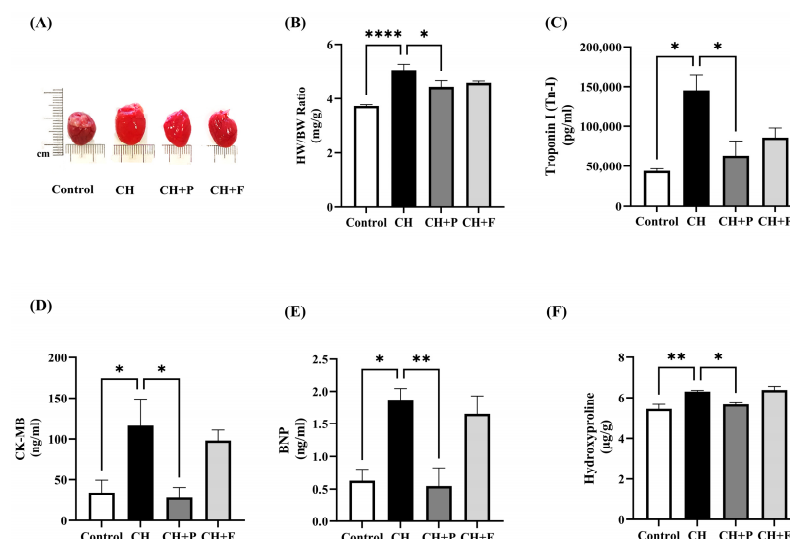 (A)
cm
Control CH CH+P CH+F
(B)
HW/BW Ratio
(mg/g)
6
4
2
0
**** *
Control CH CH+P CH+F
(C)
Troponin I (Tn-I)
(pg/ml)
200,000
150,000
100,000
50,000
0
* *
Control CH CH+P CH+F
(D)
CK-MB
(ng/ml)
200
150
100
50
0
* *
Control CH CH+P CH+F
(E)
BNP
(ng/ml)
2.5
2.0
1.5
1.0
0.5
0.0
* **
Control CH CH+P CH+F
(F)
Hydroxyproline
(µg/g)
8
6
4
2
0
** *
Control CH CH+P CH+F